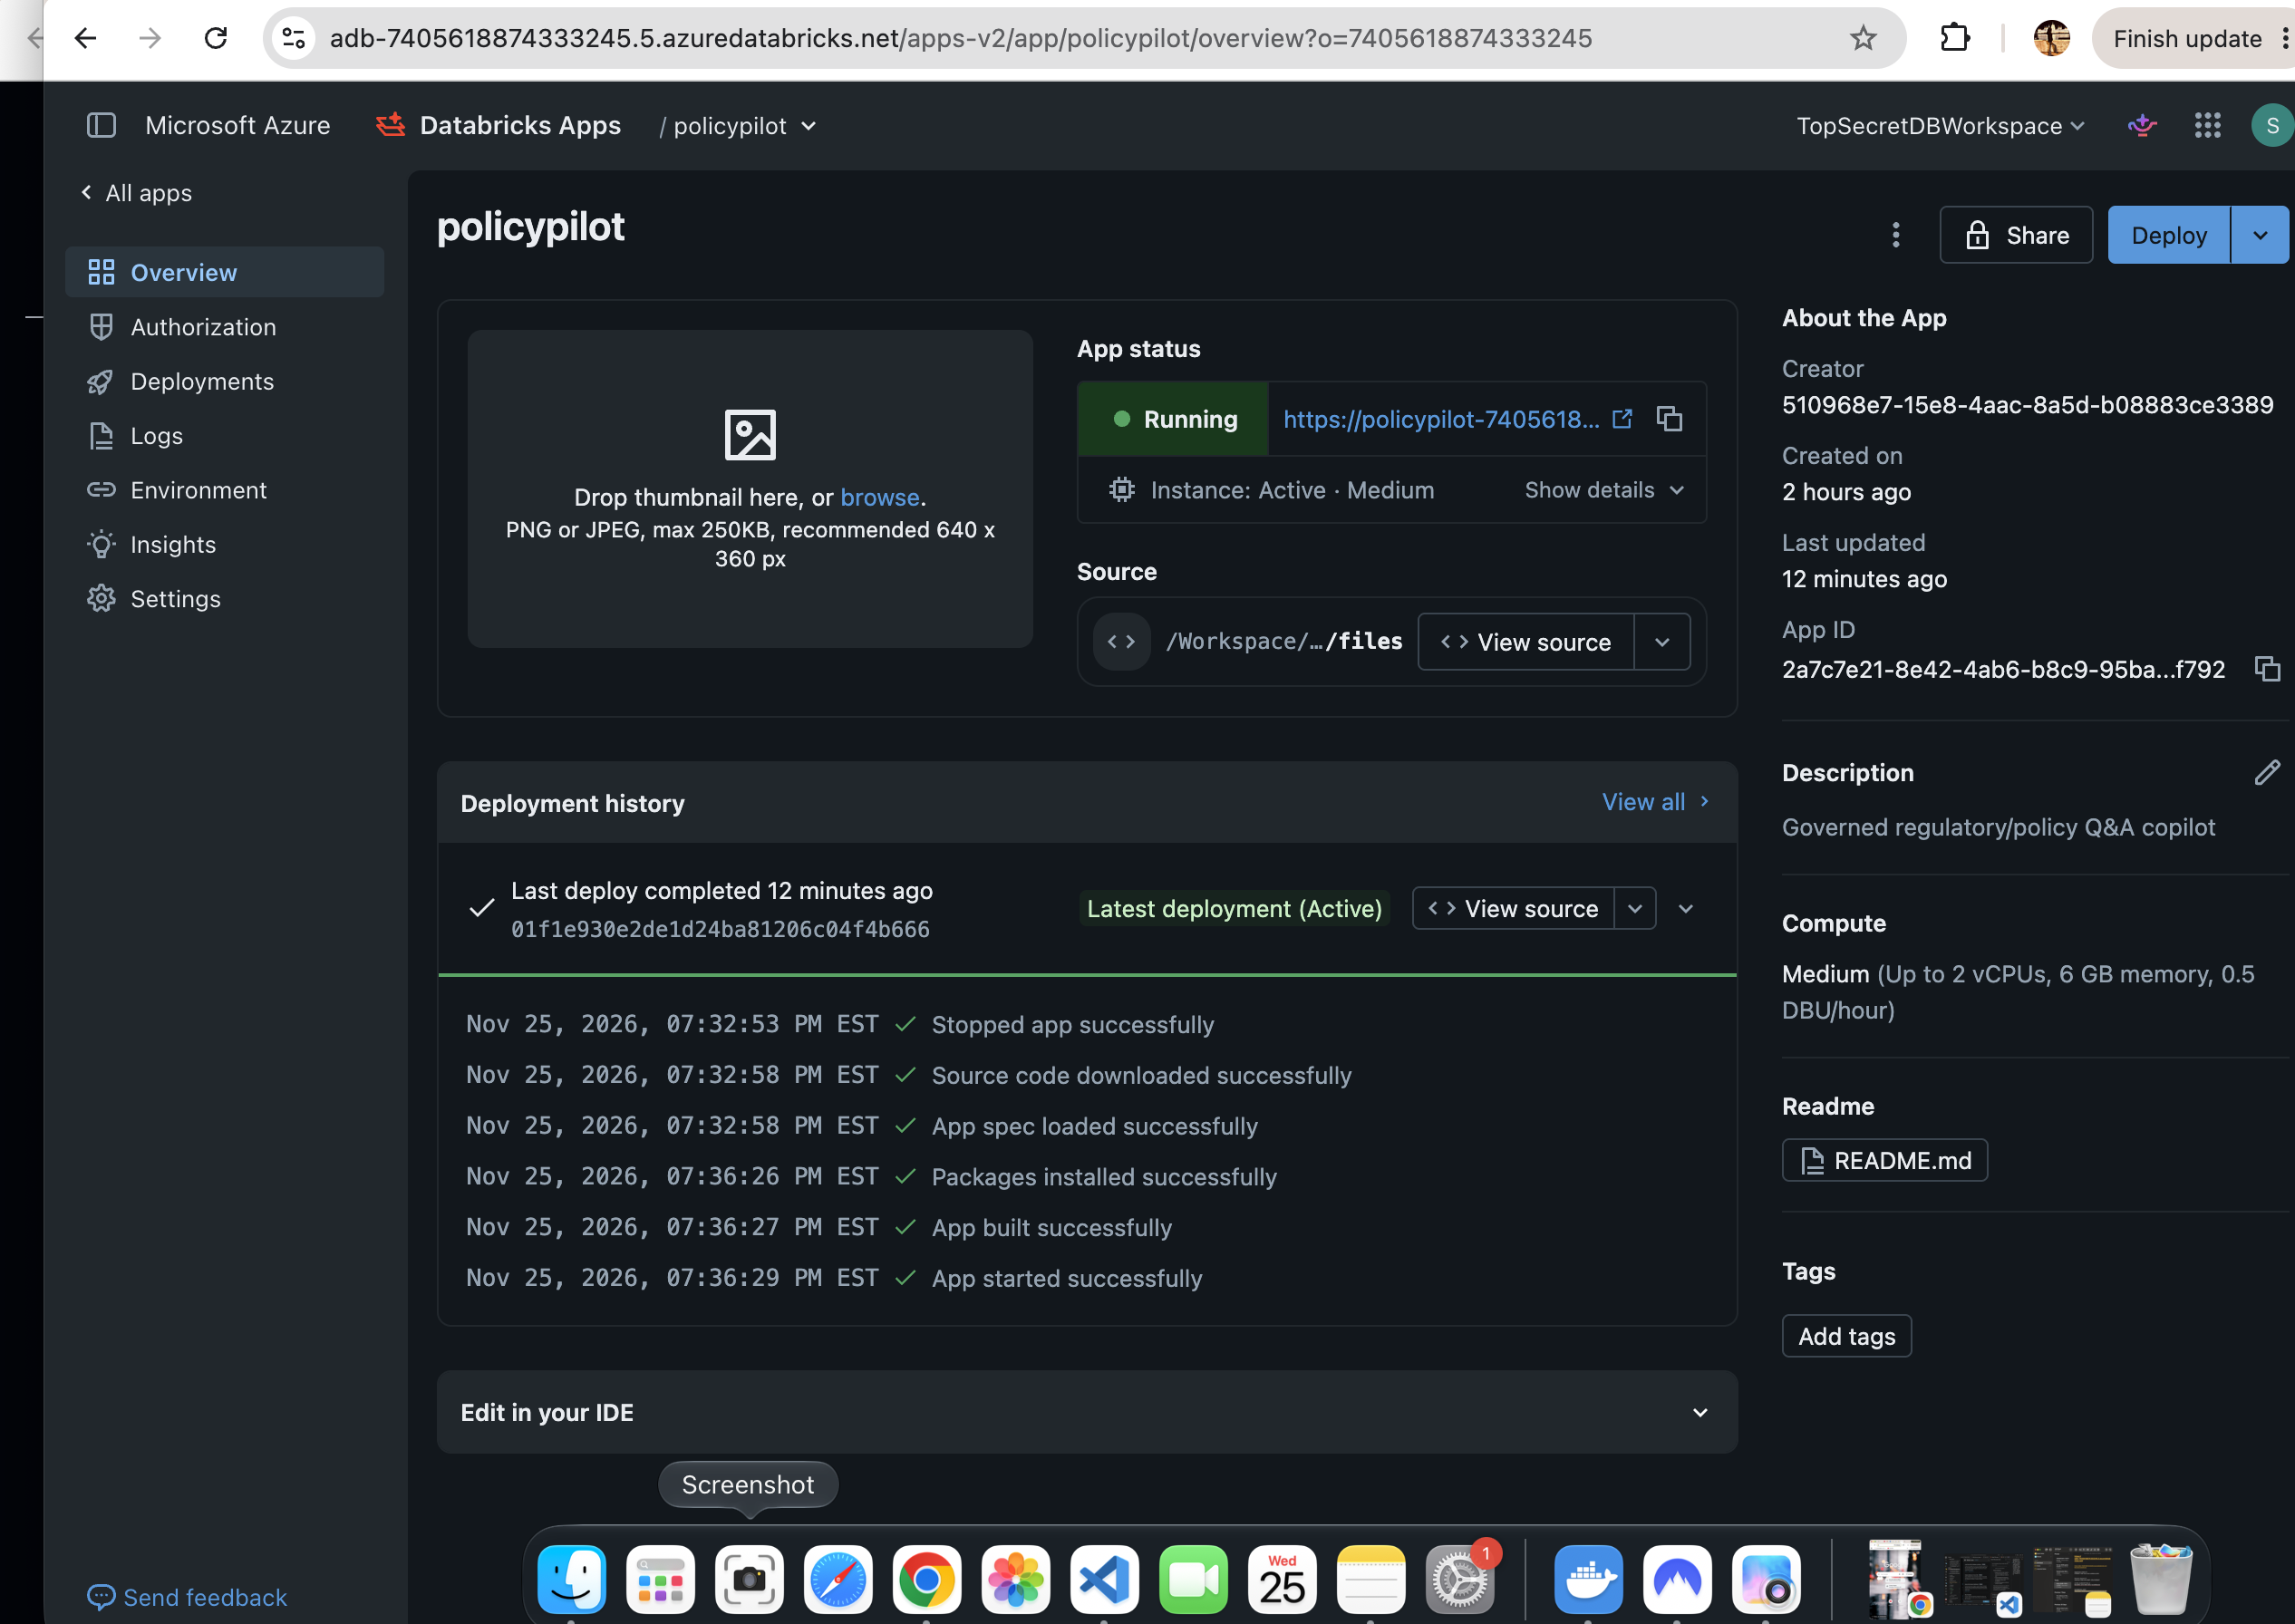 adb-7405618874333245.5.azuredatabricks.net/apps-v2/app/policypilot/overview?o=7405618874333245
Finish update
Microsoft Azure
Databricks Apps
/ policypilot
TopSecretDBWorkspace
S
All apps
Overview
Authorization
Deployments
Logs
Environment
Insights
Settings
Send feedback
policypilot
Share
Deploy
Drop thumbnail here, or browse.
PNG or JPEG, max 250KB, recommended 640 x
360 px
App status
Running
https://policypilot-7405618...
Instance: Active · Medium
Show details
Source
/Workspace/…/files
View source
Deployment history
View all
Last deploy completed 12 minutes ago
01f1e930e2de1d24ba81206c04f4b666
Latest deployment (Active)
View source
Nov 25, 2026, 07:32:53 PM EST Stopped app successfully
Nov 25, 2026, 07:32:58 PM EST Source code downloaded successfully
Nov 25, 2026, 07:32:58 PM EST App spec loaded successfully
Nov 25, 2026, 07:36:26 PM EST Packages installed successfully
Nov 25, 2026, 07:36:27 PM EST App built successfully
Nov 25, 2026, 07:36:29 PM EST App started successfully
Edit in your IDE
About the App
Creator
510968e7-15e8-4aac-8a5d-b08883ce3389
Created on
2 hours ago
Last updated
12 minutes ago
App ID
2a7c7e21-8e42-4ab6-b8c9-95ba...f792
Description
Governed regulatory/policy Q&A copilot
Compute
Medium (Up to 2 vCPUs, 6 GB memory, 0.5
DBU/hour)
Readme
README.md
Tags
Add tags
Screenshot
Wed
25
1